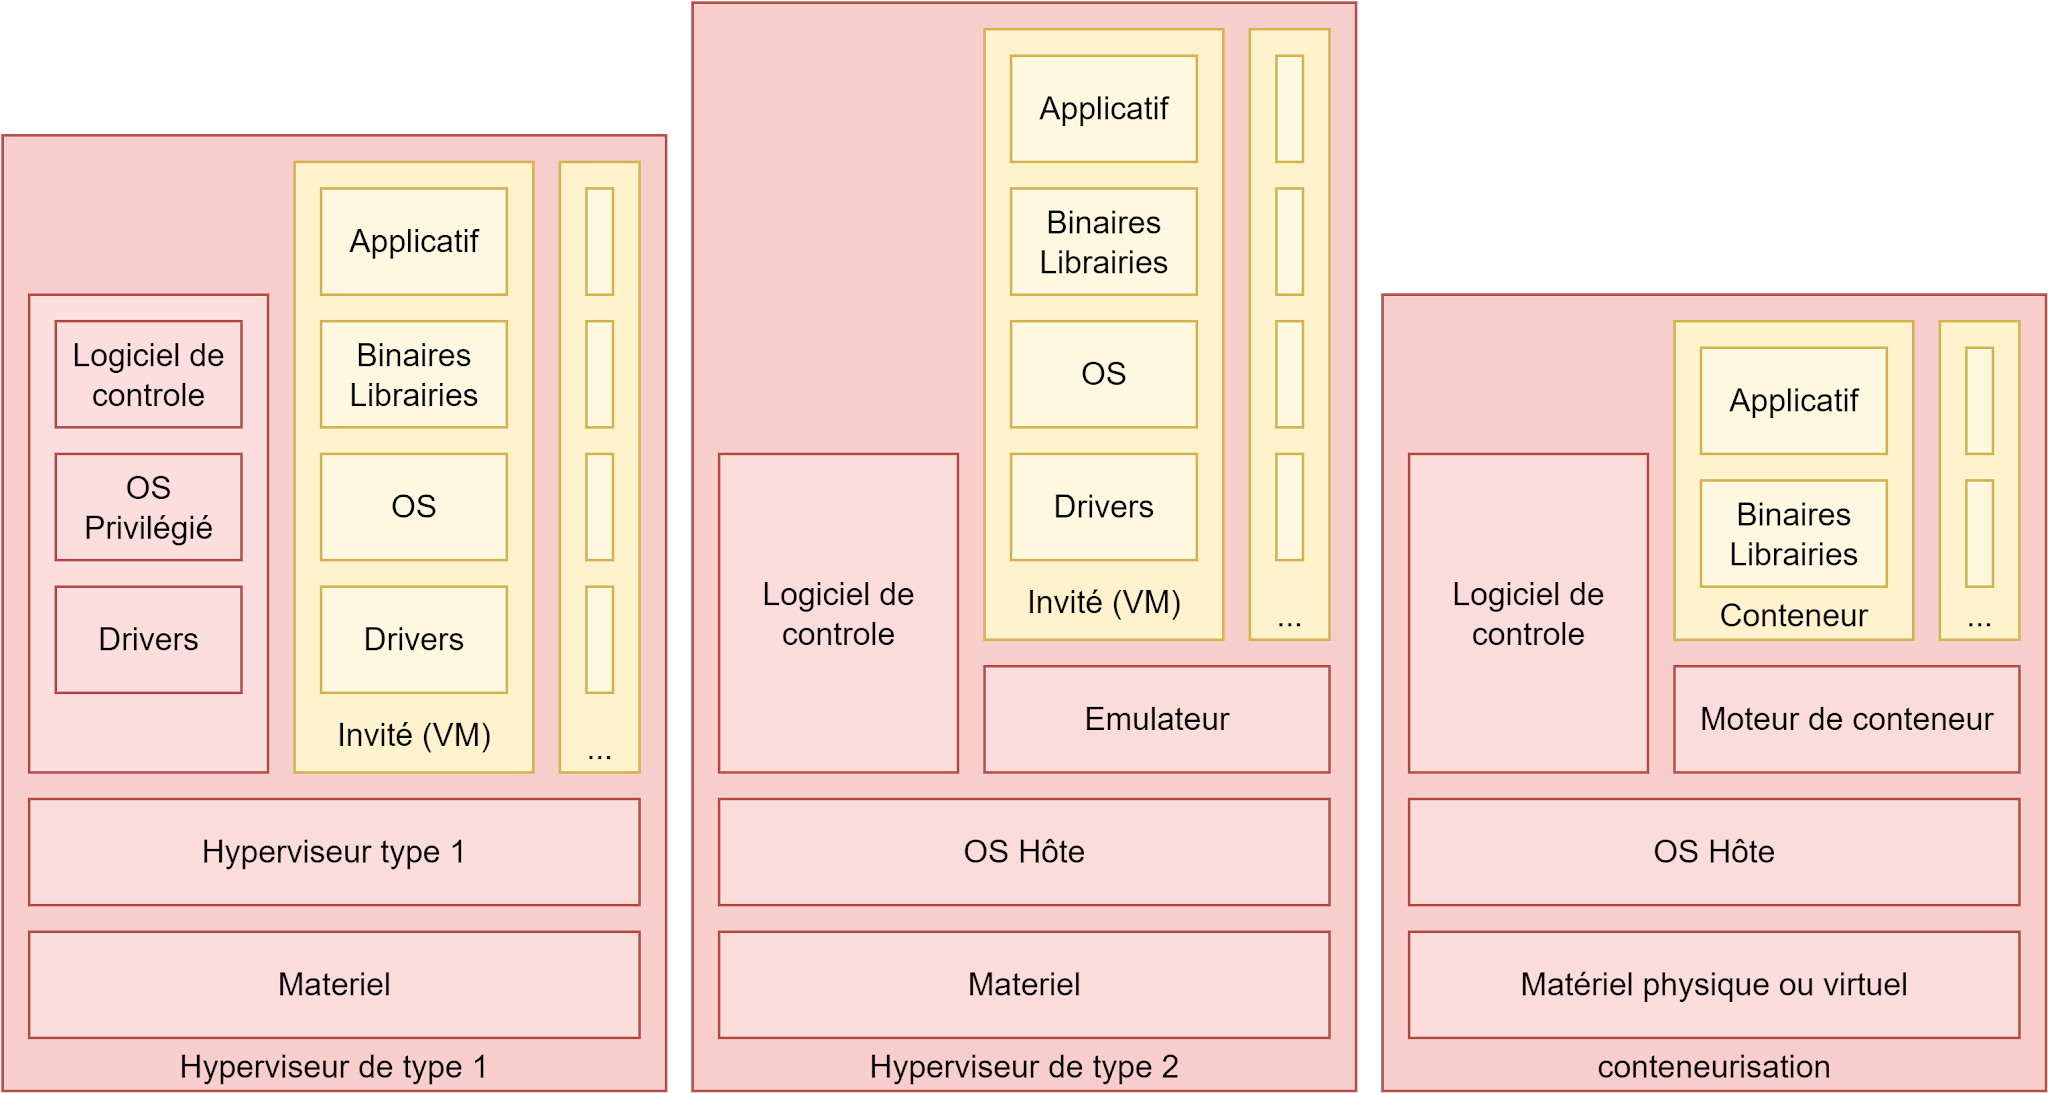 Logiciel de
controle
OS
Privilégié
Drivers
Applicatif
Binaires
Librairies
OS
Drivers
Invité (VM)
...
Hyperviseur type 1
Materiel
Hyperviseur de type 1
Logiciel de
controle
Applicatif
Binaires
Librairies
OS
Drivers
Invité (VM)
...
Emulateur
OS Hôte
Materiel
Hyperviseur de type 2
Logiciel de
controle
Applicatif
Binaires
Librairies
Conteneur
...
Moteur de conteneur
OS Hôte
Matériel physique ou virtuel
conteneurisation